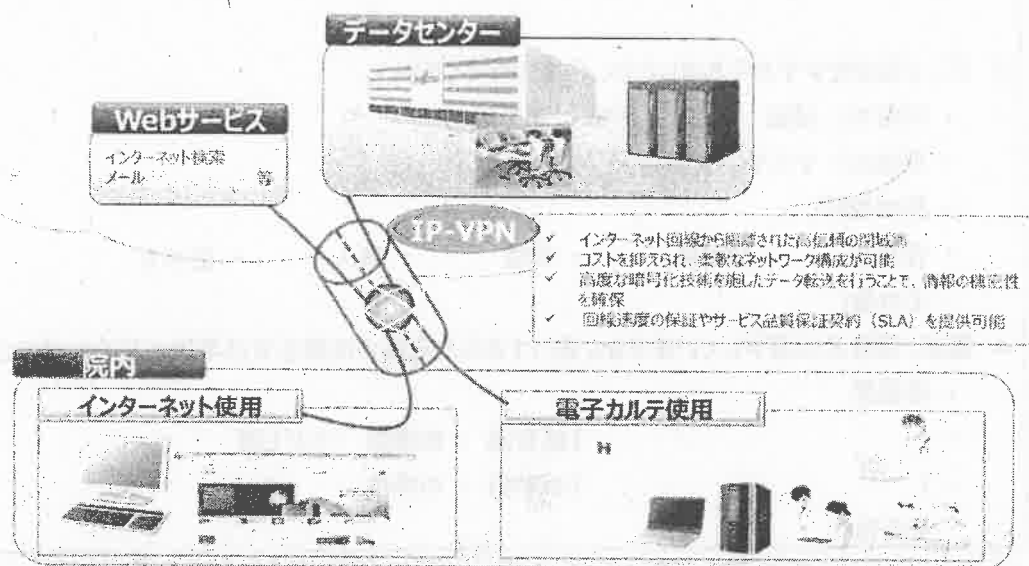 データセンター
Webサービス
インターネット検索
メール 等
IP-VPN
✓ インターネット回線から隔離された高信頼の閉域網
✓ コストを抑えられ、柔軟なネットワーク構成が可能
✓ 高度な暗号化技術を施したデータ転送を行うことで、情報の機密性
を確保
✓ 回線速度の保証やサービス品質保証契約（SLA）を提供可能
院内
インターネット使用
電子カルテ使用